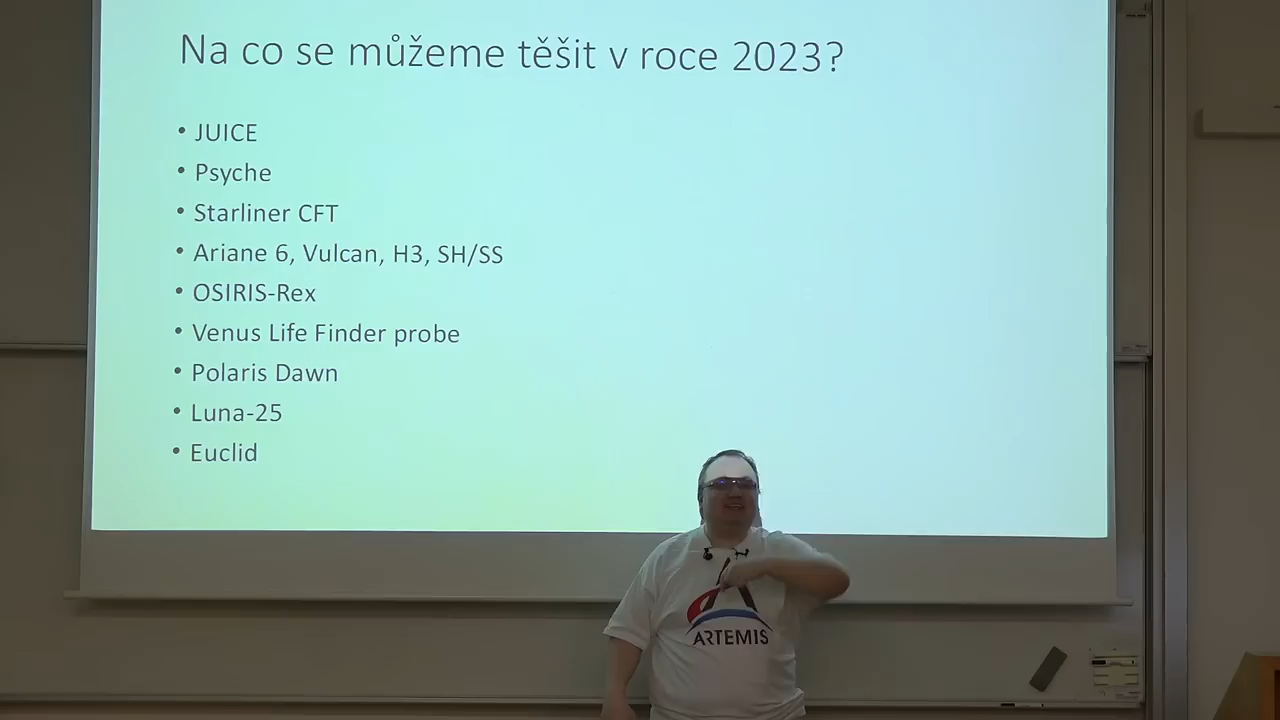 Na co se můžeme těšit v roce 2023?
• JUICE
• Psyche
• Starliner CFT
• Ariane 6, Vulcan, H3, SH/SS
• OSIRIS-Rex
• Venus Life Finder probe
• Polaris Dawn
• Luna-25
• Euclid
ARTEMIS